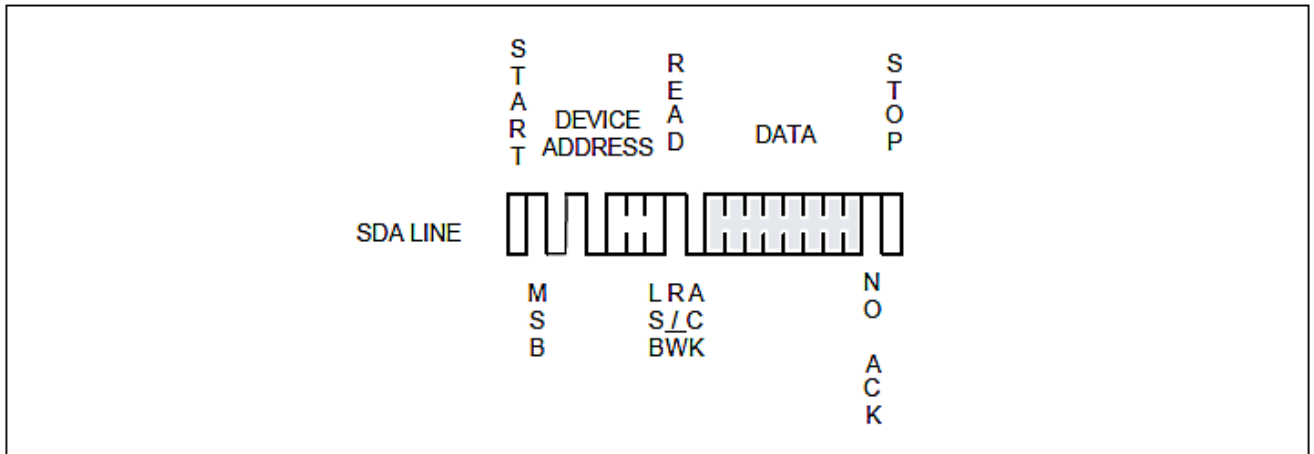 START
DEVICE
ADDRESS
READ
DATA
STOP
SDA LINE
MSB
LSB
R/W
ACK
NO ACK